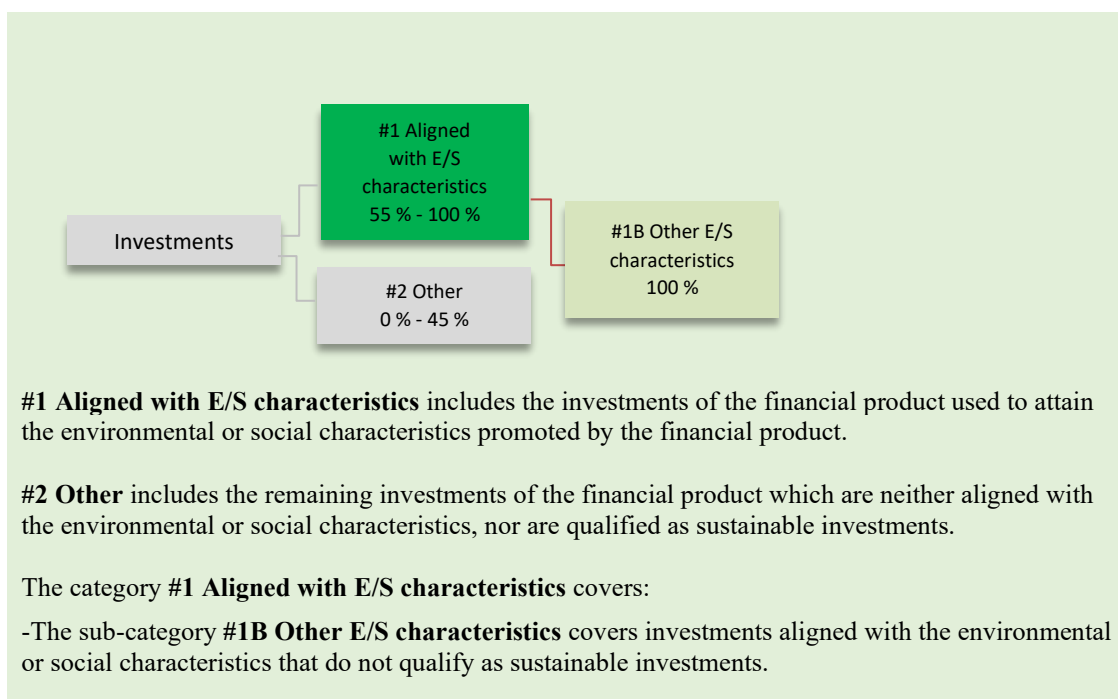 #1 Aligned
with E/S
characteristics
55 % - 100 %
Investments
#1B Other E/S
characteristics
100 %
#2 Other
0 % - 45 %
#1 Aligned with E/S characteristics includes the investments of the financial product used to attain
the environmental or social characteristics promoted by the financial product.
#2 Other includes the remaining investments of the financial product which are neither aligned with
the environmental or social characteristics, nor are qualified as sustainable investments.
The category #1 Aligned with E/S characteristics covers:
-The sub-category #1B Other E/S characteristics covers investments aligned with the environmental
or social characteristics that do not qualify as sustainable investments.